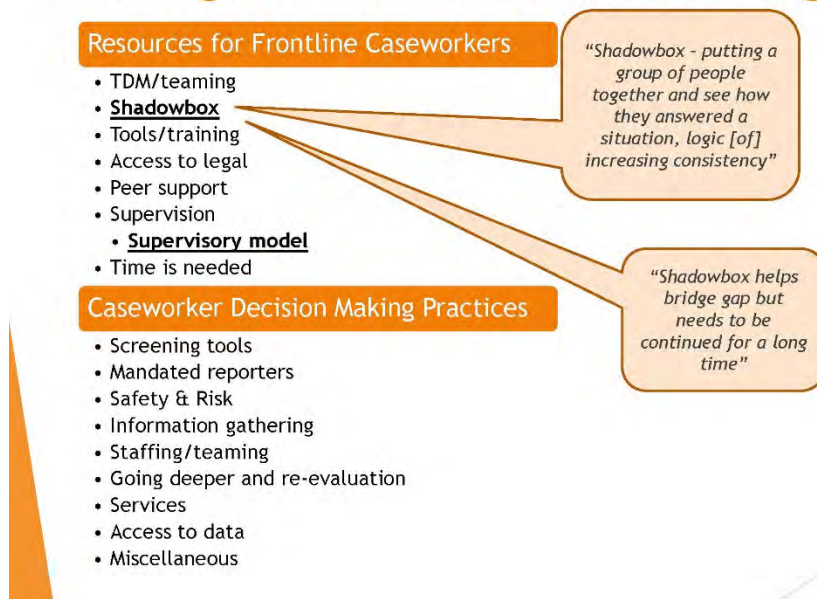 Resources for Frontline Caseworkers
• TDM/teaming
• Shadowbox
• Tools/training
• Access to legal
• Peer support
• Supervision
• Supervisory model
• Time is needed
Caseworker Decision Making Practices
• Screening tools
• Mandated reporters
• Safety & Risk
• Information gathering
• Staffing/teaming
• Going deeper and re-evaluation
• Services
• Access to data
• Miscellaneous
“Shadowbox - putting a
group of people
together and see how
they answered a
situation, logic [of]
increasing consistency”
“Shadowbox helps
bridge gap but
needs to be
continued for a long
time”